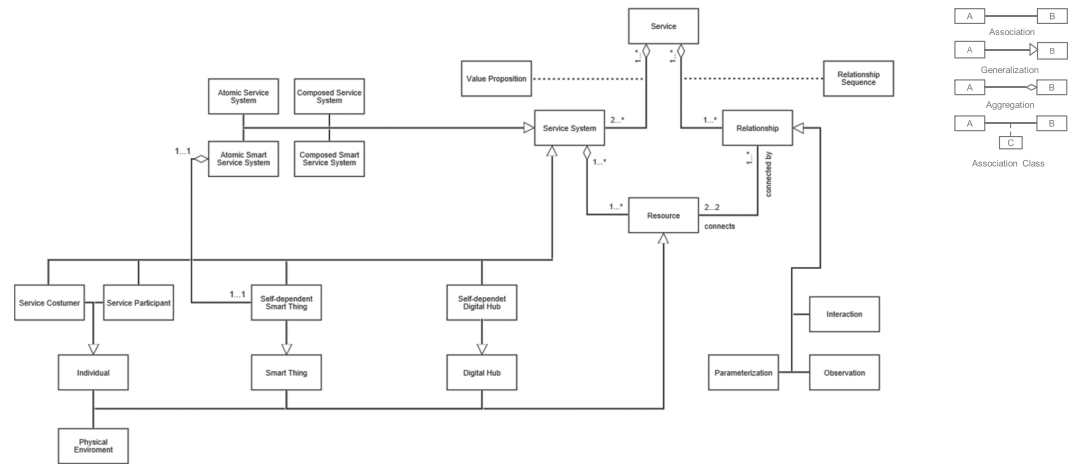 Service
Value Proposition
Relationship
Sequence
1...*
1...*
Atomic Service
System
Composed Service
System
Service System
2...*
1...*
Relationship
1...1
Atomic Smart
Service System
Composed Smart
Service System
1...*
1...*
connected by
1...*
Resource
2...2
connects
Service Costumer
Service Participant
1...1
Self-dependent
Smart Thing
Self-dependet
Digital Hub
Interaction
Individual
Smart Thing
Digital Hub
Parameterization
Observation
Physical
Enviroment
A
B
Association
A
B
Generalization
A
B
Aggregation
A
B
C
Association Class